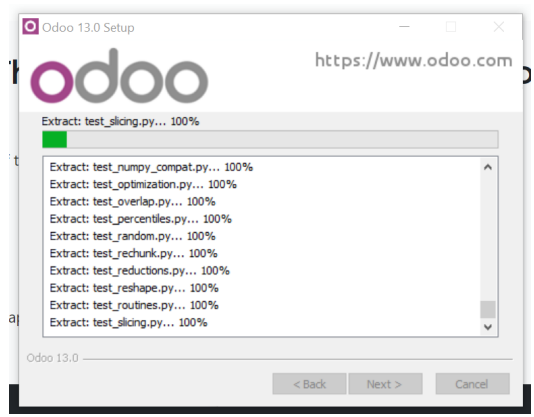 Odoo 13.0 Setup
odoo
https://www.odoo.com
Extract: test_slicing.py... 100%
Extract: test_numpy_compat.py... 100%
Extract: test_optimization.py... 100%
Extract: test_overlap.py... 100%
Extract: test_percentiles.py... 100%
Extract: test_random.py... 100%
Extract: test_rechunk.py... 100%
Extract: test_reductions.py... 100%
Extract: test_reshape.py... 100%
Extract: test_routines.py... 100%
Extract: test_slicing.py... 100%
Odoo 13.0
< Back
Next >
Cancel